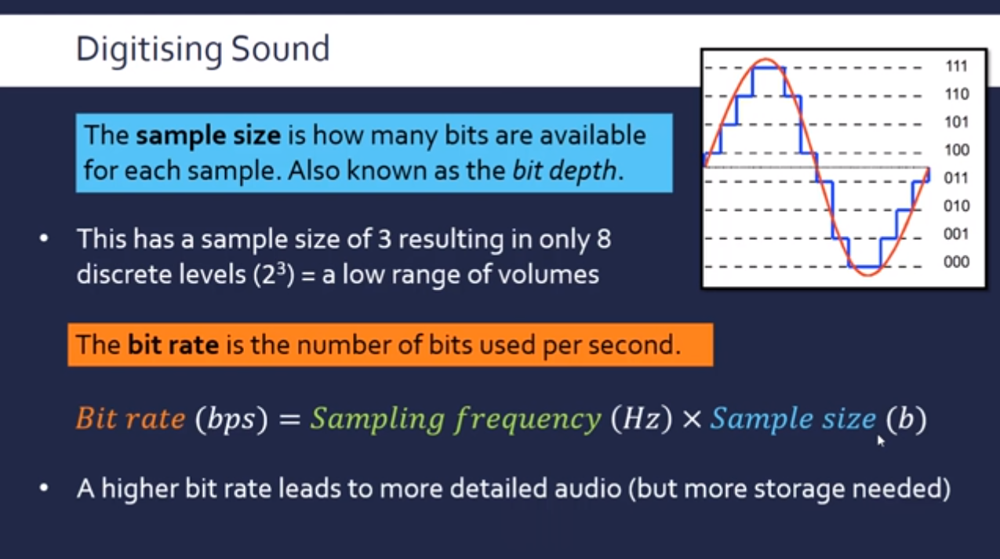 Digitising Sound
The sample size is how many bits are available
for each sample. Also known as the bit depth.
• This has a sample size of 3 resulting in only 8
discrete levels (2³) = a low range of volumes
The bit rate is the number of bits used per second.
Bit rate (bps) = Sampling frequency (Hz) × Sample size (b)
• A higher bit rate leads to more detailed audio (but more storage needed)
111
110
101
100
011
010
001
000